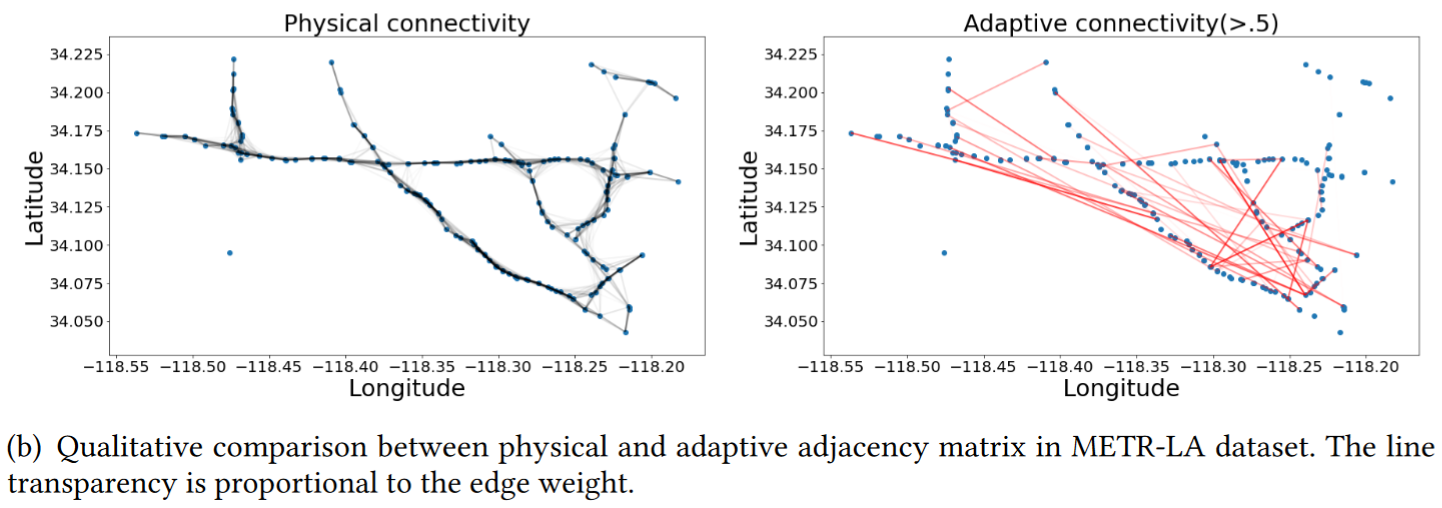 Physical connectivity
34.225
34.200
34.175
34.150
34.125
34.100
34.075
34.050
Latitude
−118.55 −118.50 −118.45 −118.40 −118.35 −118.30 −118.25 −118.20
Longitude
Adaptive connectivity(>.5)
34.225
34.200
34.175
34.150
34.125
34.100
34.075
34.050
Latitude
−118.55 −118.50 −118.45 −118.40 −118.35 −118.30 −118.25 −118.20
Longitude
(b) Qualitative comparison between physical and adaptive adjacency matrix in METR-LA dataset. The line
transparency is proportional to the edge weight.